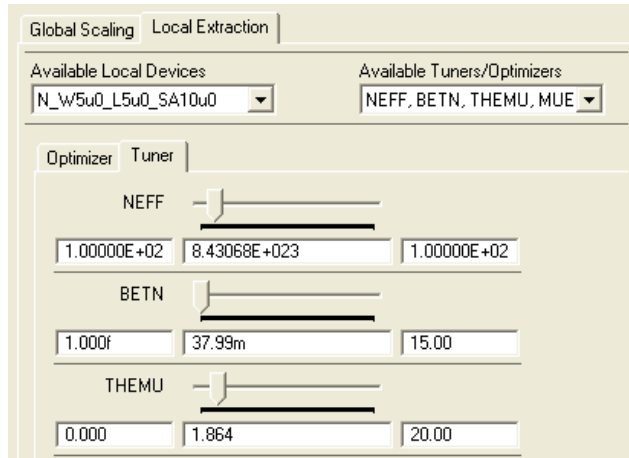 Global Scaling Local Extraction
Available Local Devices Available Tuners/Optimizers
N_W5u0_L5u0_SA10u0 NEFF, BETN, THEMU, MUE
Optimizer Tuner
NEFF
1.00000E+02 8.43068E+023 1.00000E+02
BETN
1.000f 37.99m 15.00
THEMU
0.000 1.864 20.00